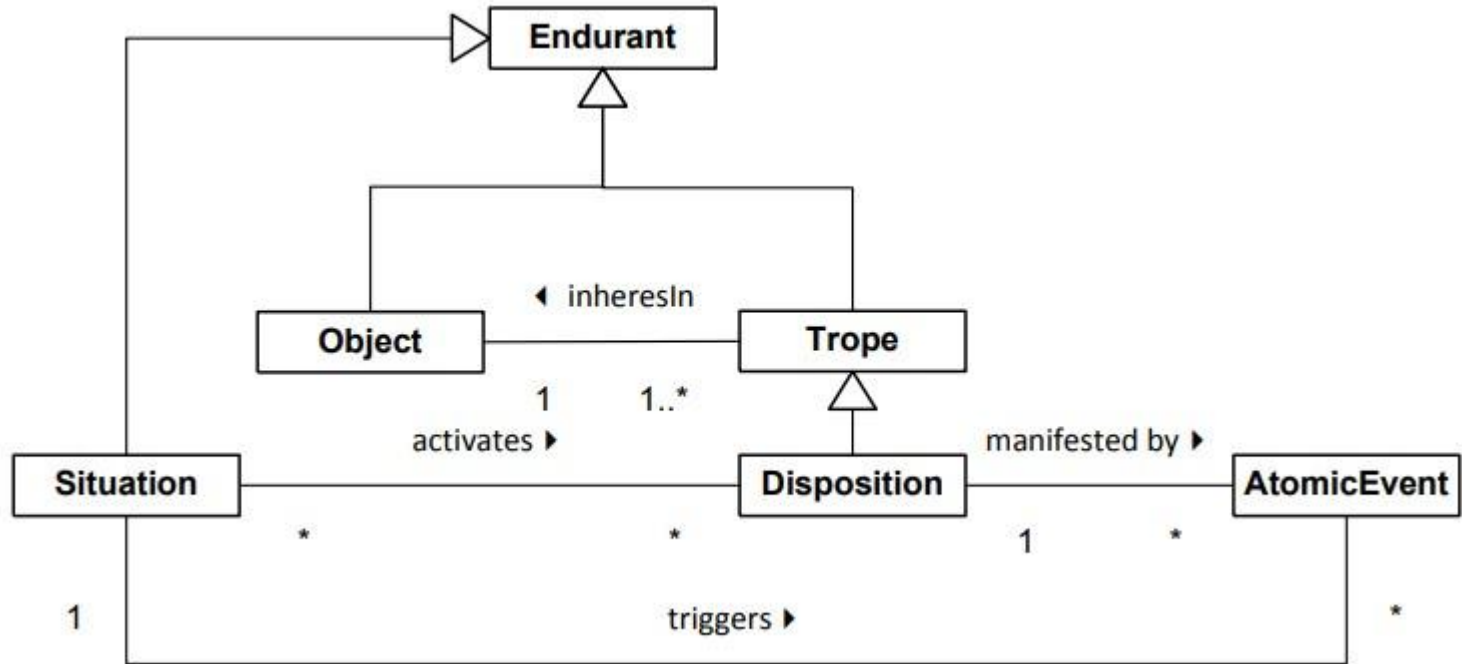 Endurant
◀ inheresIn
Object
Trope
1 1..*
activates ▶
manifested by ▶
Situation
Disposition
AtomicEvent
* * 1 *
1 triggers ▶ *